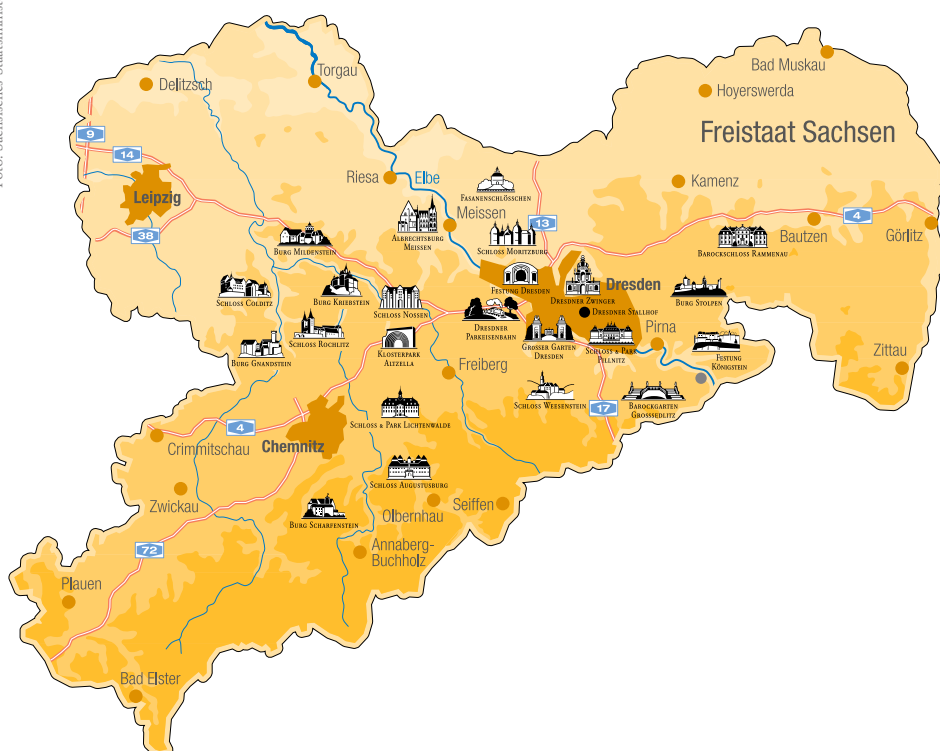 Bad Muskau
Torgau
Delitzsch
Hoyerswerda
Freistaat Sachsen
9
14
Riesa
Elbe
Kamenz
Fasanenschlösschen
Leipzig
Meissen
Albrechtsburg
Meissen
13
4
38
Schloss Moritzburg
Bautzen
Görlitz
Burg Mildenstein
Barockschloss Rammenau
Schloss Colditz
Burg Kriebstein
Schloss Nossen
Festung Dresden
Dresdner Zwinger
Dresden
Burg Stolpen
Dresdner Stallhof
Schloss Rochlitz
Dresdner
Parkeisenbahn
Pirna
Burg Gnandstein
Klosterpark
Altzella
Grosser Garten
Dresden
Schloss & Park
Pillnitz
Festung
Königstein
Freiberg
Zittau
Schloss Weesenstein
Barockgarten
Grosssedlitz
17
4
Schloss & Park Lichtenwalde
Crimmitschau
Chemnitz
Schloss Augustusburg
Zwickau
Olbernhau
Seiffen
Burg Scharfenstein
72
Annaberg-
Buchholz
Plauen
Bad Elster